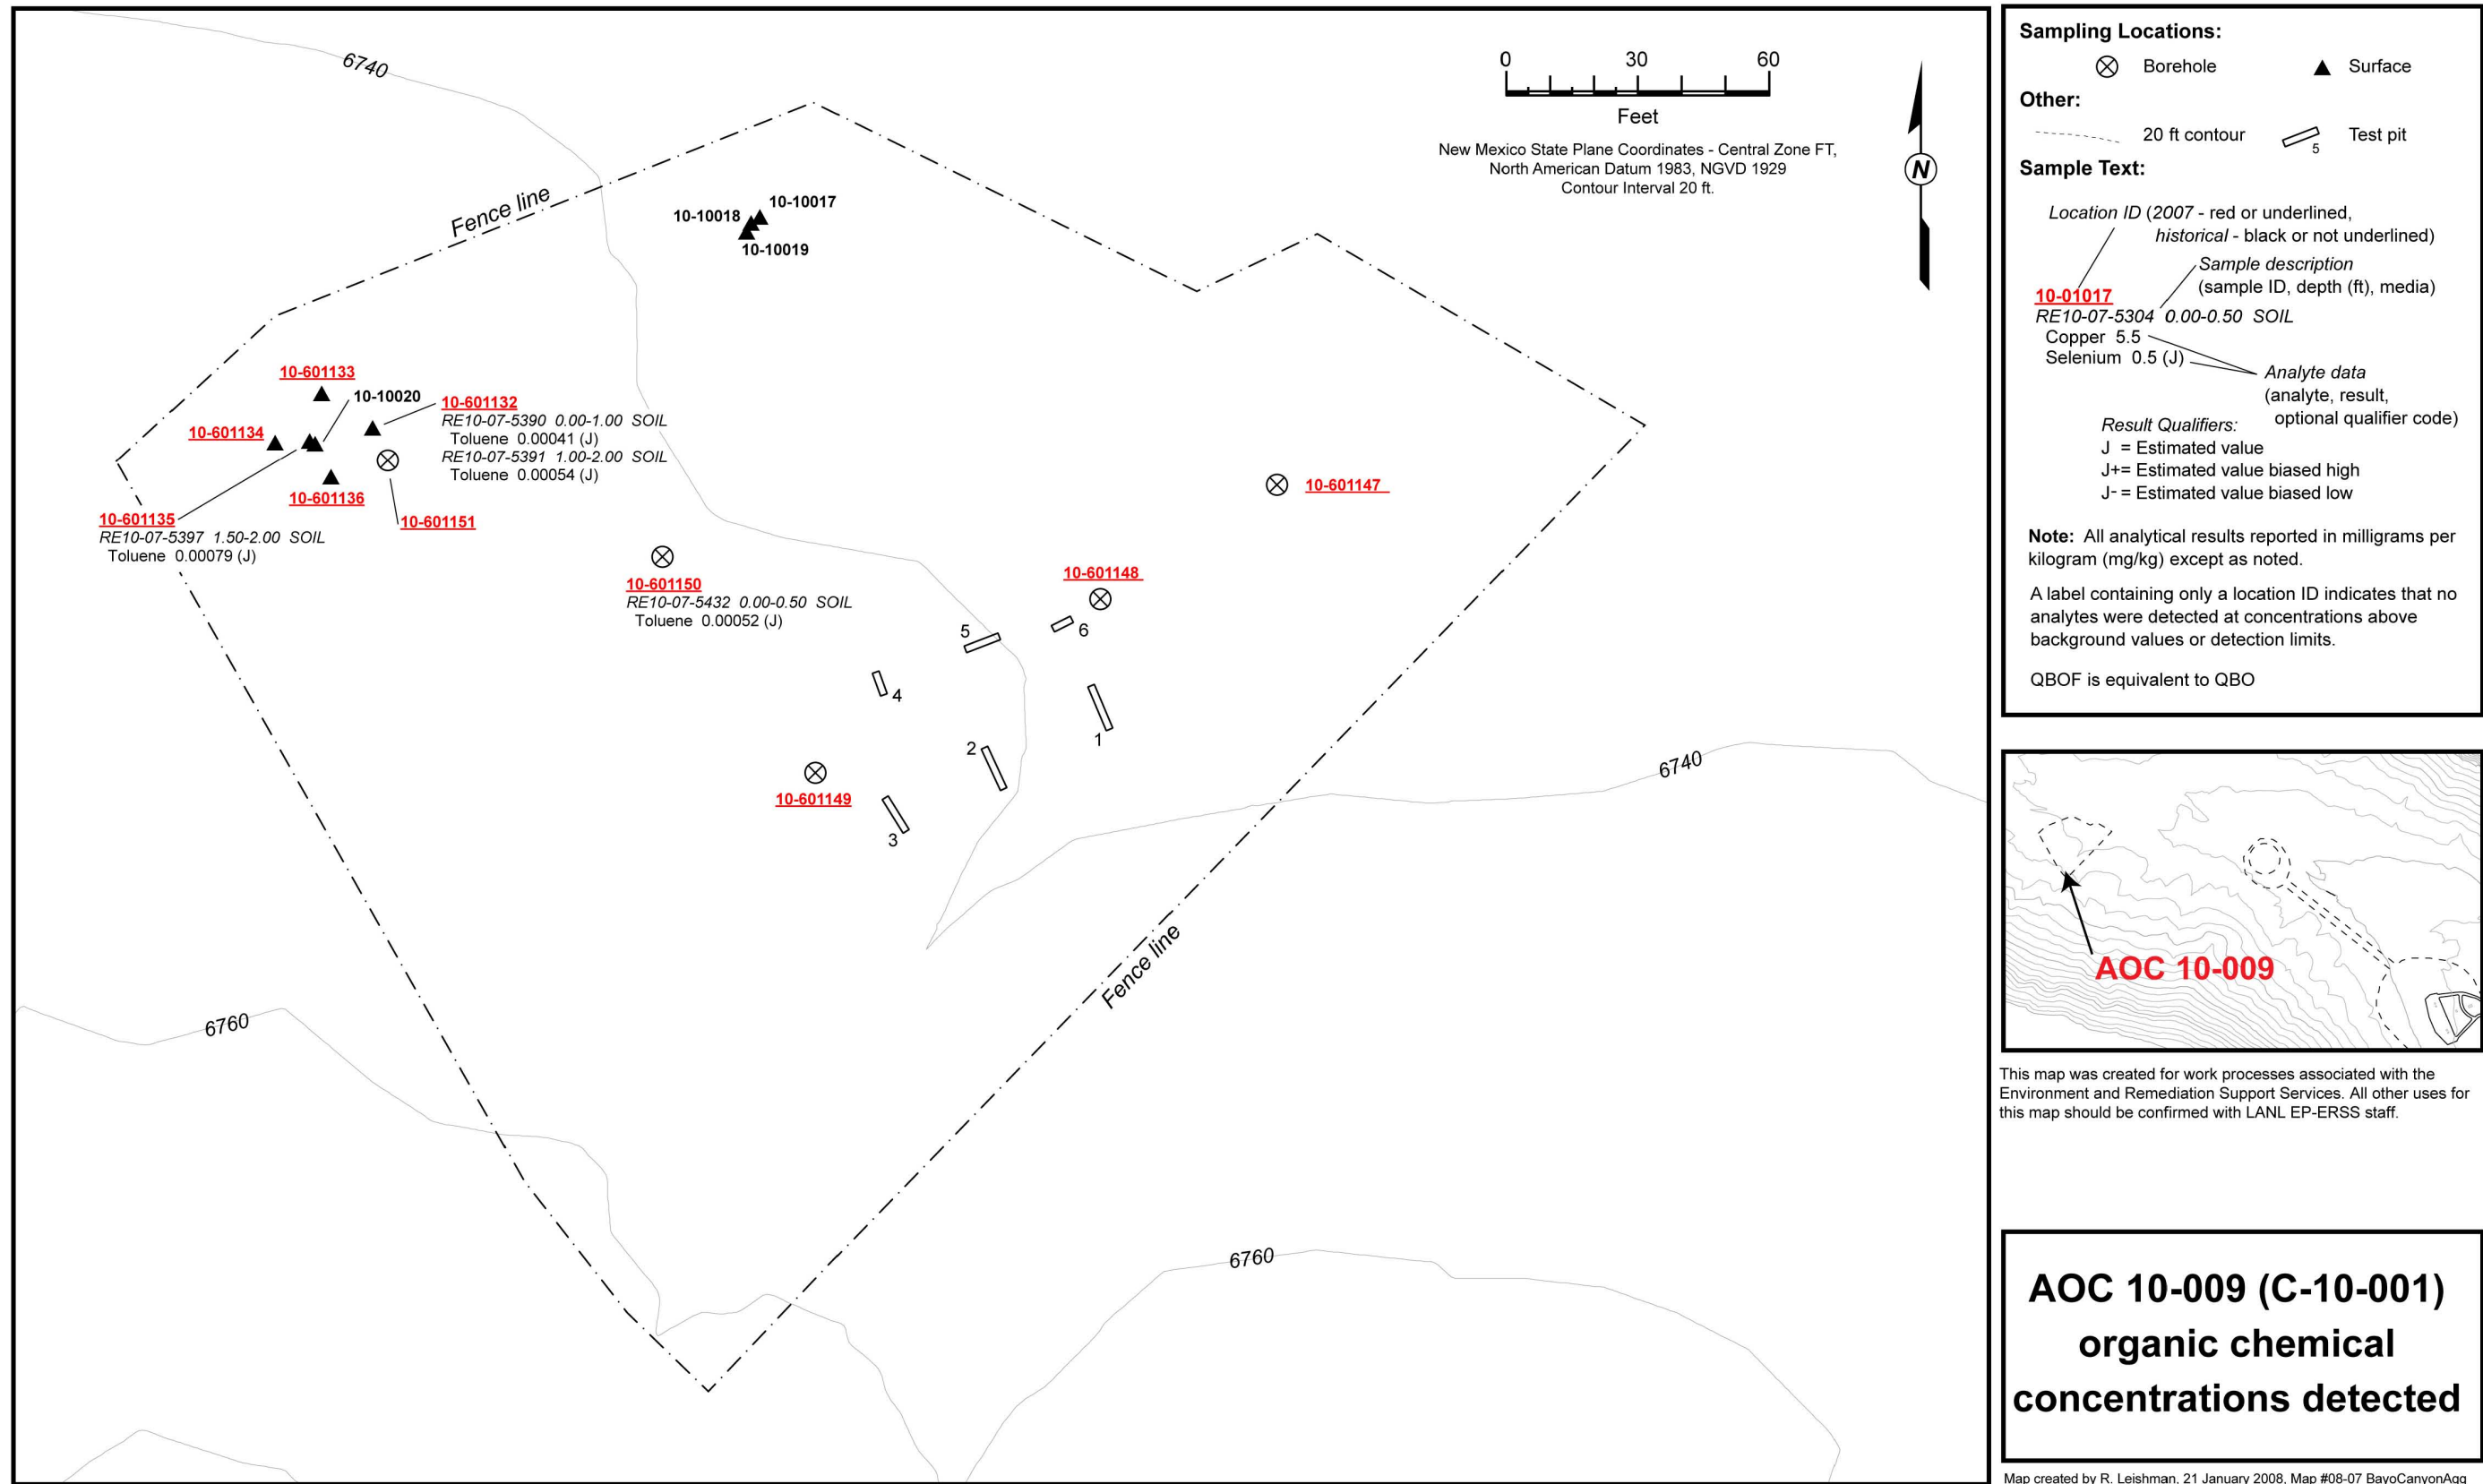 6740
0 30 60
Feet
New Mexico State Plane Coordinates - Central Zone FT,
North American Datum 1983, NGVD 1929
Contour Interval 20 ft.
N
Fence line
10-10018
10-10017
10-10019
10-601133
10-10020
10-601132
RE10-07-5390 0.00-1.00 SOIL
Toluene 0.00041 (J)
RE10-07-5391 1.00-2.00 SOIL
Toluene 0.00054 (J)
10-601134
10-601136
10-601135
RE10-07-5397 1.50-2.00 SOIL
Toluene 0.00079 (J)
10-601151
10-601147
10-601150
RE10-07-5432 0.00-0.50 SOIL
Toluene 0.00052 (J)
10-601148
5
6
4
1
2
3
10-601149
6740
Fence line
6760
6760
Sampling Locations:
Borehole Surface
Other:
20 ft contour 5 Test pit
Sample Text:
Location ID (2007 - red or underlined,
historical - black or not underlined)
Sample description
(sample ID, depth (ft), media)
10-01017
RE10-07-5304 0.00-0.50 SOIL
Copper 5.5
Selenium 0.5 (J)
Analyte data
(analyte, result,
optional qualifier code)
Result Qualifiers:
J = Estimated value
J+= Estimated value biased high
J- = Estimated value biased low
Note: All analytical results reported in milligrams per
kilogram (mg/kg) except as noted.
A label containing only a location ID indicates that no
analytes were detected at concentrations above
background values or detection limits.
QBOF is equivalent to QBO
AOC 10-009
This map was created for work processes associated with the
Environment and Remediation Support Services. All other uses for
this map should be confirmed with LANL EP-ERSS staff.
AOC 10-009 (C-10-001)
organic chemical
concentrations detected
Map created by R. Leishman, 21 January 2008, Map #08-07 BayoCanyonAgg